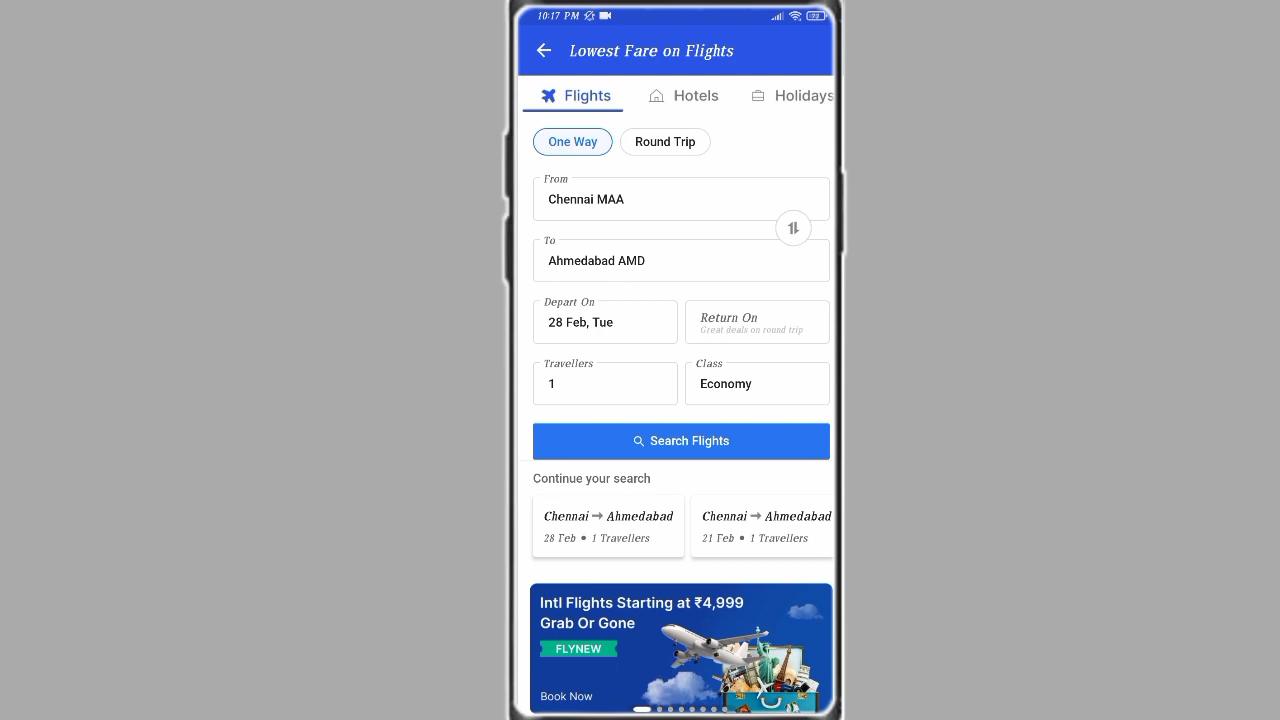 10:17 PM
Lowest Fare on Flights
Flights Hotels Holidays
One Way Round Trip
From
Chennai MAA
To
Ahmedabad AMD
Depart On
28 Feb, Tue
Return On
Great deals on round trip
Travellers
1
Class
Economy
Search Flights
Continue your search
Chennai → Ahmedabad
28 Feb • 1 Travellers
Chennai → Ahmedabad
21 Feb • 1 Travellers
Intl Flights Starting at ₹4,999
Grab Or Gone
FLYNEW
Book Now